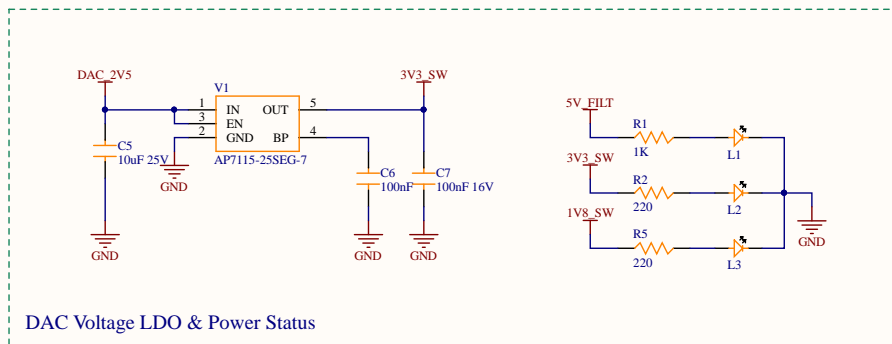 DAC_2V5
V1
3V3_SW
1 IN OUT 5
3 EN
2 GND BP 4
AP7115-25SEG-7
C5
10uF 25V
GND
C6
100nF
C7
100nF 16V
GND
GND
GND
5V_FILT
R1
1K
L1
3V3_SW
R2
220
L2
1V8_SW
R5
220
L3
GND
DAC Voltage LDO & Power Status